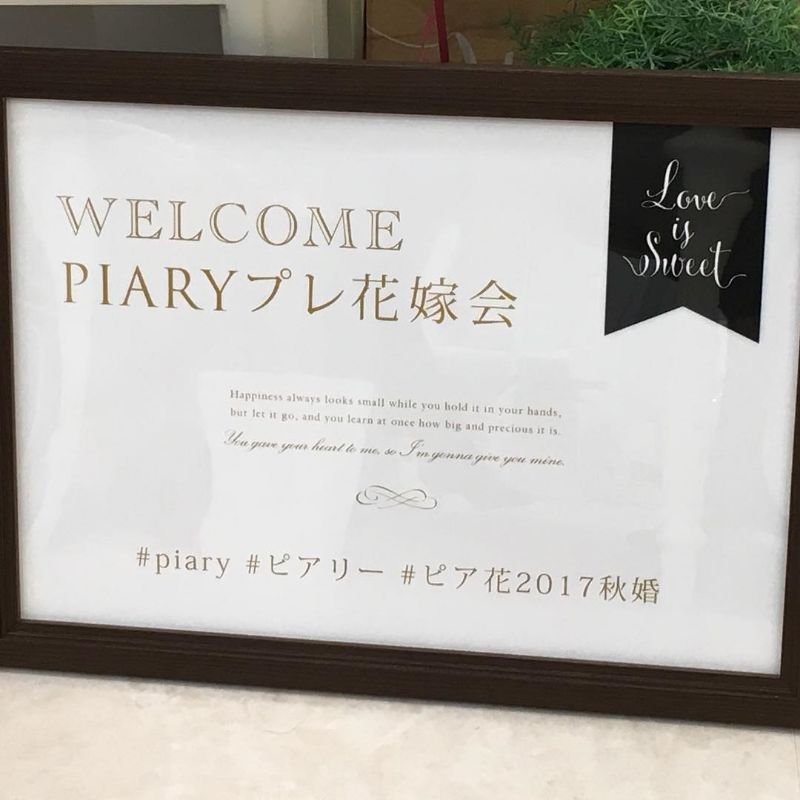 WELCOME
PIARYプレ花嫁会
Love
is
Sweet
Happiness always looks small while you hold it in your hands,
but let it go, and you learn at once how big and precious it is.
You gave your heart to me, so I'm gonna give you mine.
#piary #ピアリー #ピア花2017秋婚